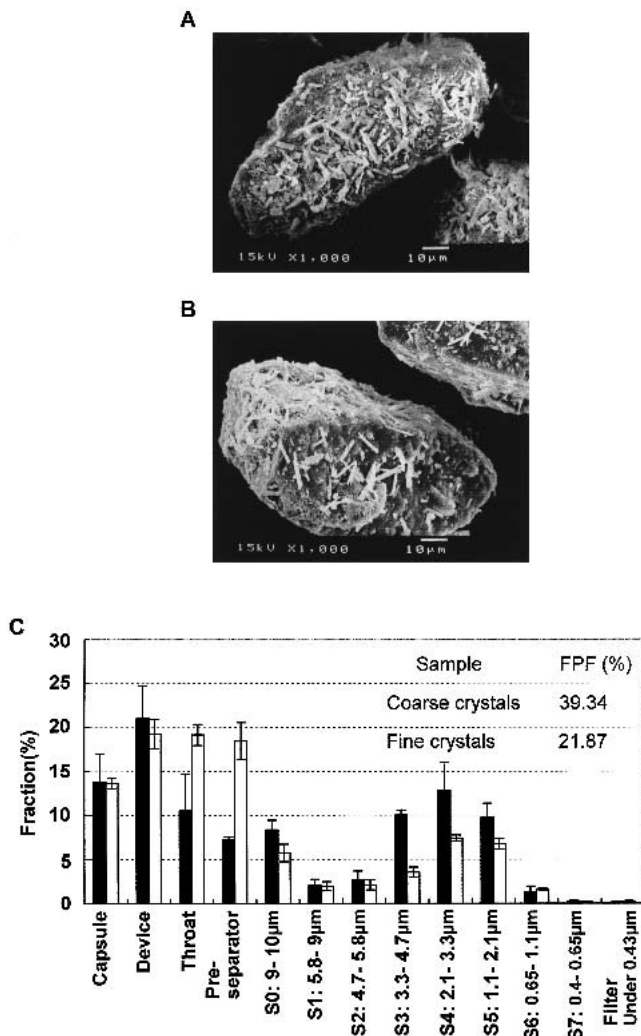 A
15kV X1,000 10µm
B
15kV X1,000 10µm
C
30
25
20
15
10
5
0
Fraction(%)
Sample FPF (%)
Coarse crystals 39.34
Fine crystals 21.87
Capsule
Device
Throat
Pre-
separator
S0: 9- 10µm
S1: 5.8- 9µm
S2: 4.7- 5.8µm
S3: 3.3- 4.7µm
S4: 2.1- 3.3µm
S5: 1.1- 2.1µm
S6: 0.65- 1.1µm
S7: 0.4- 0.65µm
Filter
Under 0.43µm